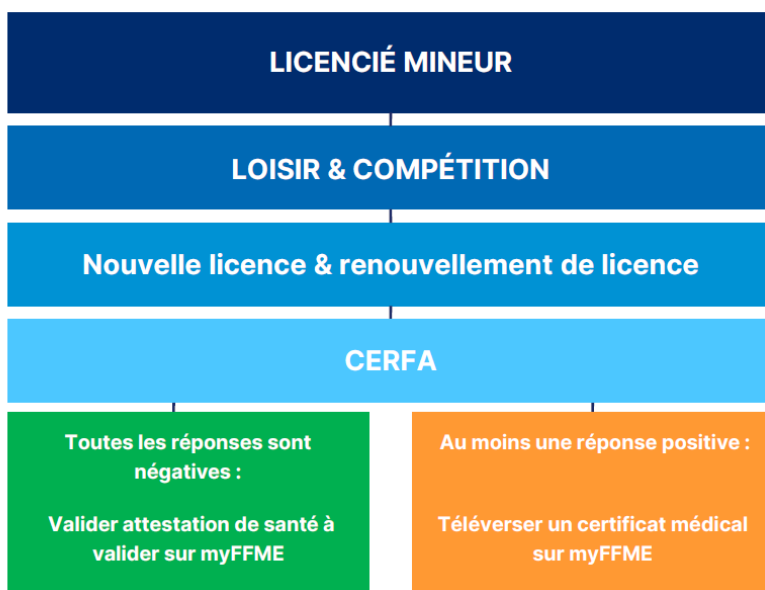 LICENCIÉ MINEUR
LOISIR & COMPÉTITION
Nouvelle licence & renouvellement de licence
CERFA
Toutes les réponses sont
négatives :
Valider attestation de santé à
valider sur myFFME
Au moins une réponse positive :
Téléverser un certificat médical
sur myFFME